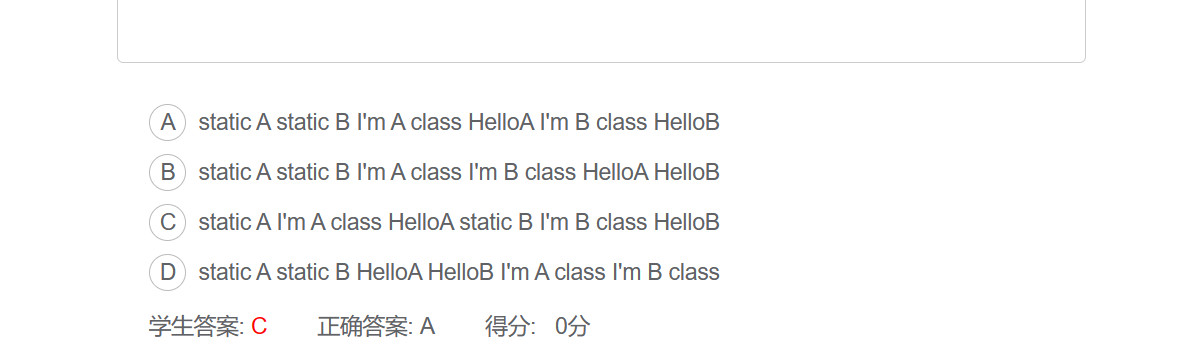 A static A static B I'm A class HelloA I'm B class HelloB
B static A static B I'm A class I'm B class HelloA HelloB
C static A I'm A class HelloA static B I'm B class HelloB
D static A static B HelloA HelloB I'm A class I'm B class
学生答案: C 正确答案: A 得分: 0分